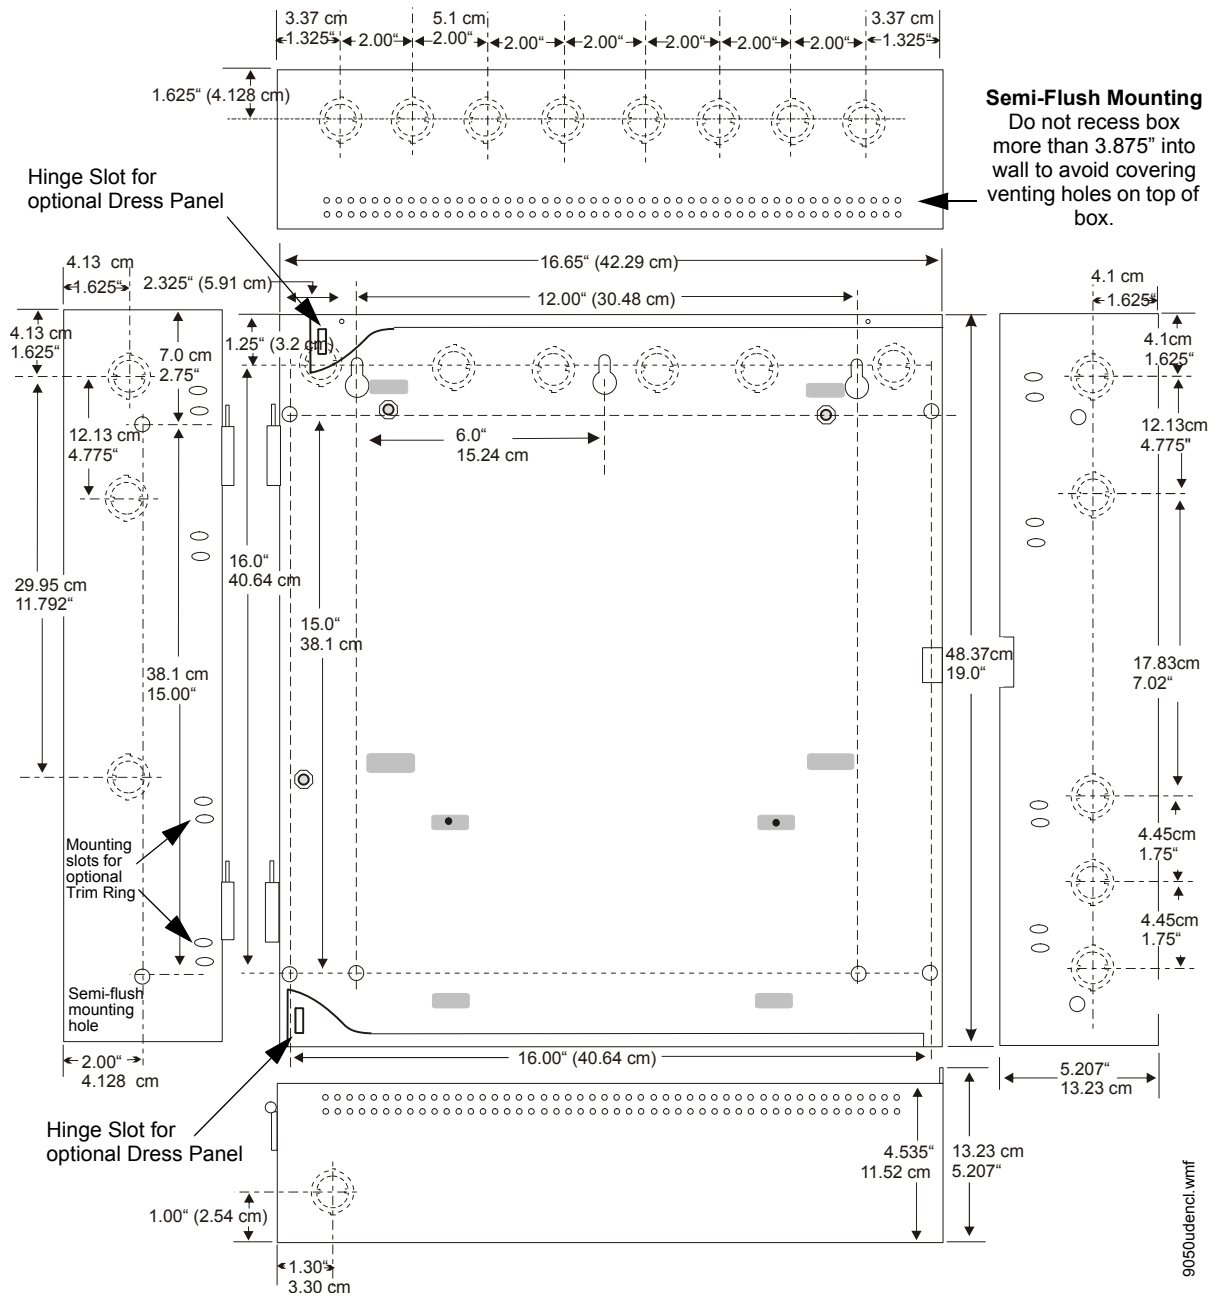 3.37 cm
1.325“
2.00“
5.1 cm
2.00“
2.00“
2.00“
2.00“
2.00“
2.00“
3.37 cm
1.325“
1.625“ (4.128 cm)
Semi-Flush Mounting
Do not recess box
more than 3.875” into
wall to avoid covering
venting holes on top of
box.
Hinge Slot for
optional Dress Panel
16.65“ (42.29 cm)
4.13 cm
1.625“
2.325“ (5.91 cm)
12.00“ (30.48 cm)
4.1 cm
1.625“
4.13 cm
1.625“
7.0 cm
2.75“
1.25“ (3.2 cm)
4.1cm
1.625“
12.13 cm
4.775“
6.0“
15.24 cm
12.13cm
4.775"
16.0“
40.64 cm
29.95 cm
11.792“
15.0“
38.1 cm
38.1 cm
15.00“
48.37cm
19.0“
17.83cm
7.02“
Mounting
slots for
optional
Trim Ring
4.45cm
1.75“
4.45cm
1.75“
Semi-flush
mounting
hole
2.00“
4.128 cm
16.00“ (40.64 cm)
5.207“
13.23 cm
Hinge Slot for
optional Dress Panel
4.535“
11.52 cm
13.23 cm
5.207“
1.00“ (2.54 cm)
1.30“
3.30 cm
9050udencl.wmf